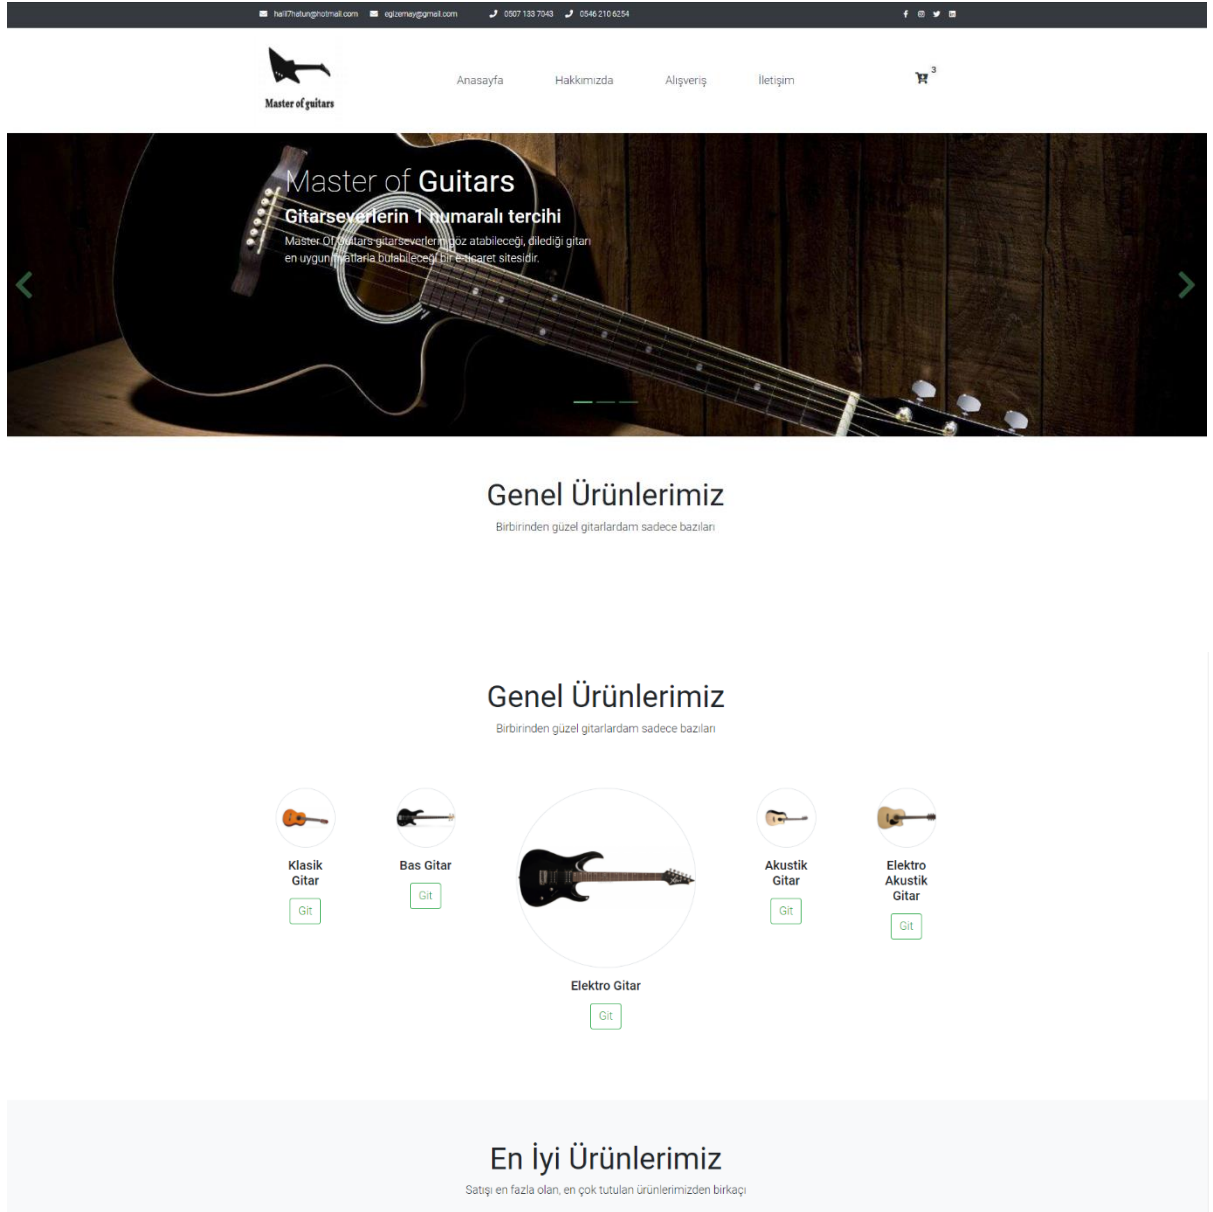 halil7hatun@hotmail.com egizemay@gmail.com 0507 133 7043 0546 210 6254
Master of guitars
Anasayfa Hakkımızda Alışveriş İletişim
3
Master of Guitars
Gitarseverlerin 1 numaralı tercihi
Master Of Guitars gitarseverlerin göz atabileceği, dilediği gitarı
en uygun fiyatlarla bulabileceği bir e-ticaret sitesidir.
Genel Ürünlerimiz
Birbirinden güzel gitarlardam sadece bazıları
Genel Ürünlerimiz
Birbirinden güzel gitarlardam sadece bazıları
Klasik
Gitar
Git
Bas Gitar
Git
Elektro Gitar
Git
Akustik
Gitar
Git
Elektro
Akustik
Gitar
Git
En İyi Ürünlerimiz
Satışı en fazla olan, en çok tutulan ürünlerimizden birkaçı